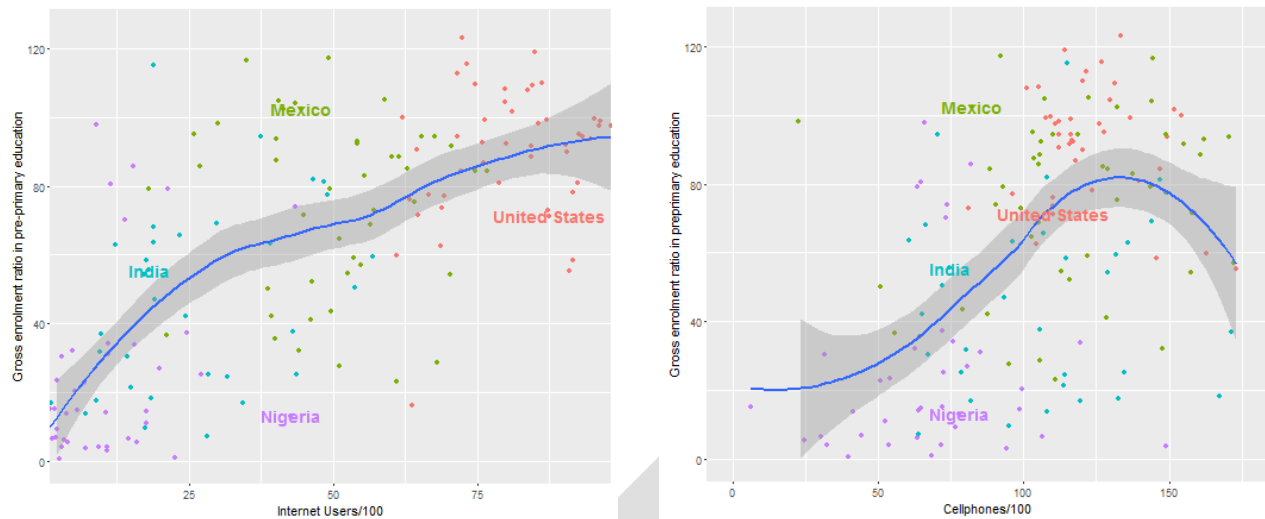 Gross enrolment ratio in pre-primary education
120
80
40
0
Mexico
United States
India
Nigeria
25
50
75
Internet Users/100
Gross enrolment ratio in preprimary education
120
80
40
0
Mexico
United States
India
Nigeria
0
50
100
150
Cellphones/100